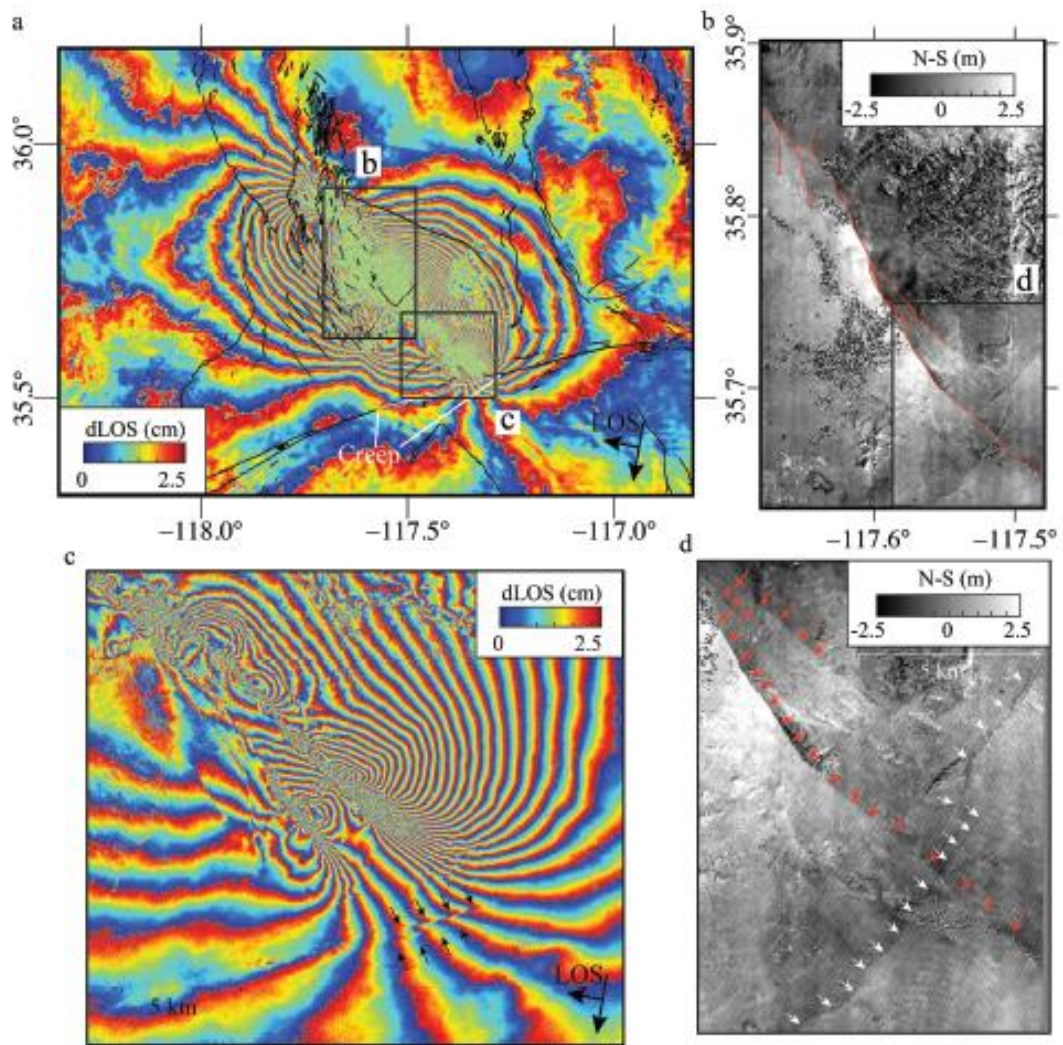 a
36.0°
35.5°
b
c
dLOS (cm)
0 2.5
Creep
LOS
−118.0° −117.5° −117.0°
b
35.9°
35.8°
35.7°
N-S (m)
-2.5 0 2.5
d
−117.6° −117.5°
c
dLOS (cm)
0 2.5
LOS
5 km
d
N-S (m)
-2.5 0 2.5
5 km